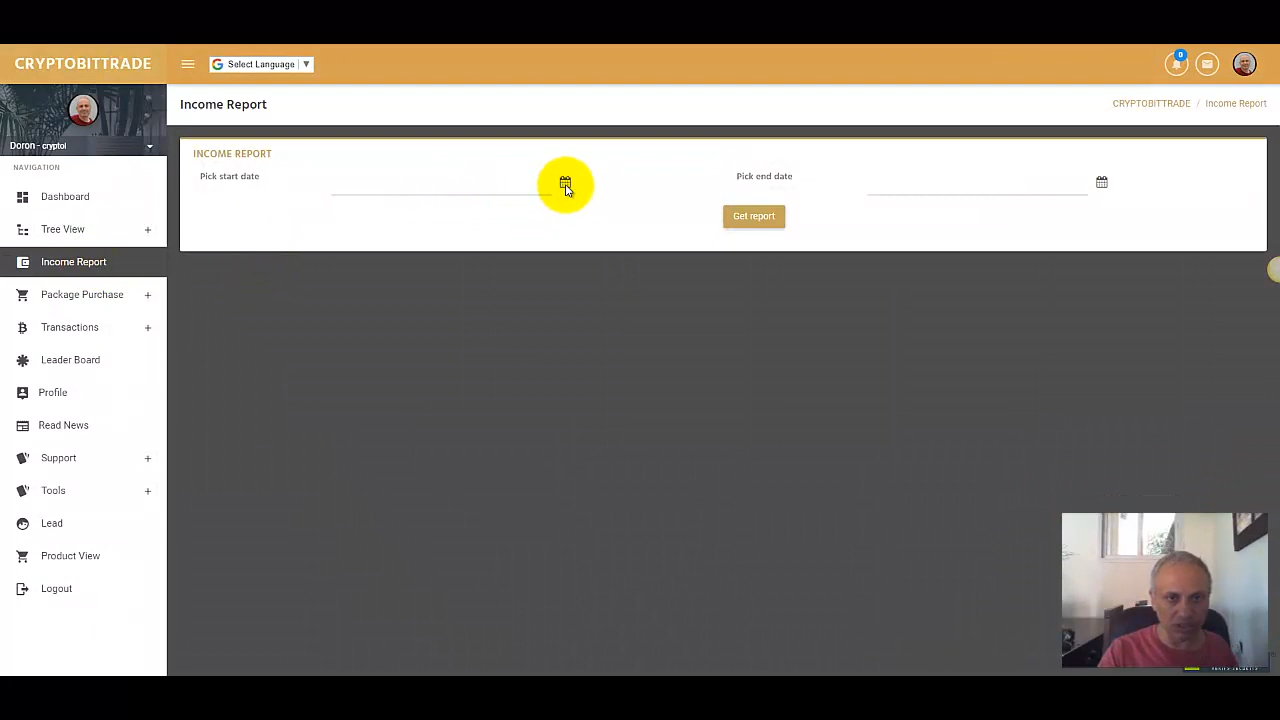 CRYPTOBITTRADE
Select Language ▼
0
Doron - cryptol
Income Report
CRYPTOBITTRADE / Income Report
NAVIGATION
INCOME REPORT
Pick start date
Pick end date
Get report
Dashboard
Tree View +
Income Report
Package Purchase +
Transactions +
Leader Board
Profile
Read News
Support +
Tools +
Lead
Product View
Logout